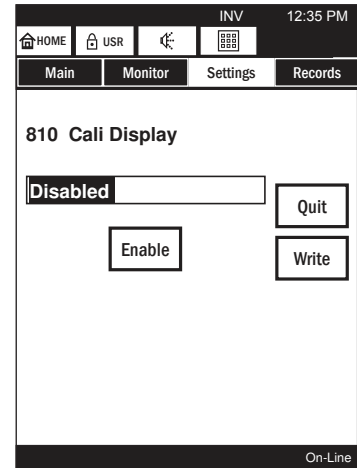 INV 12:35 PM
HOME USR
Main Monitor Settings Records
810 Cali Display
Disabled
Quit
Enable
Write
On-Line